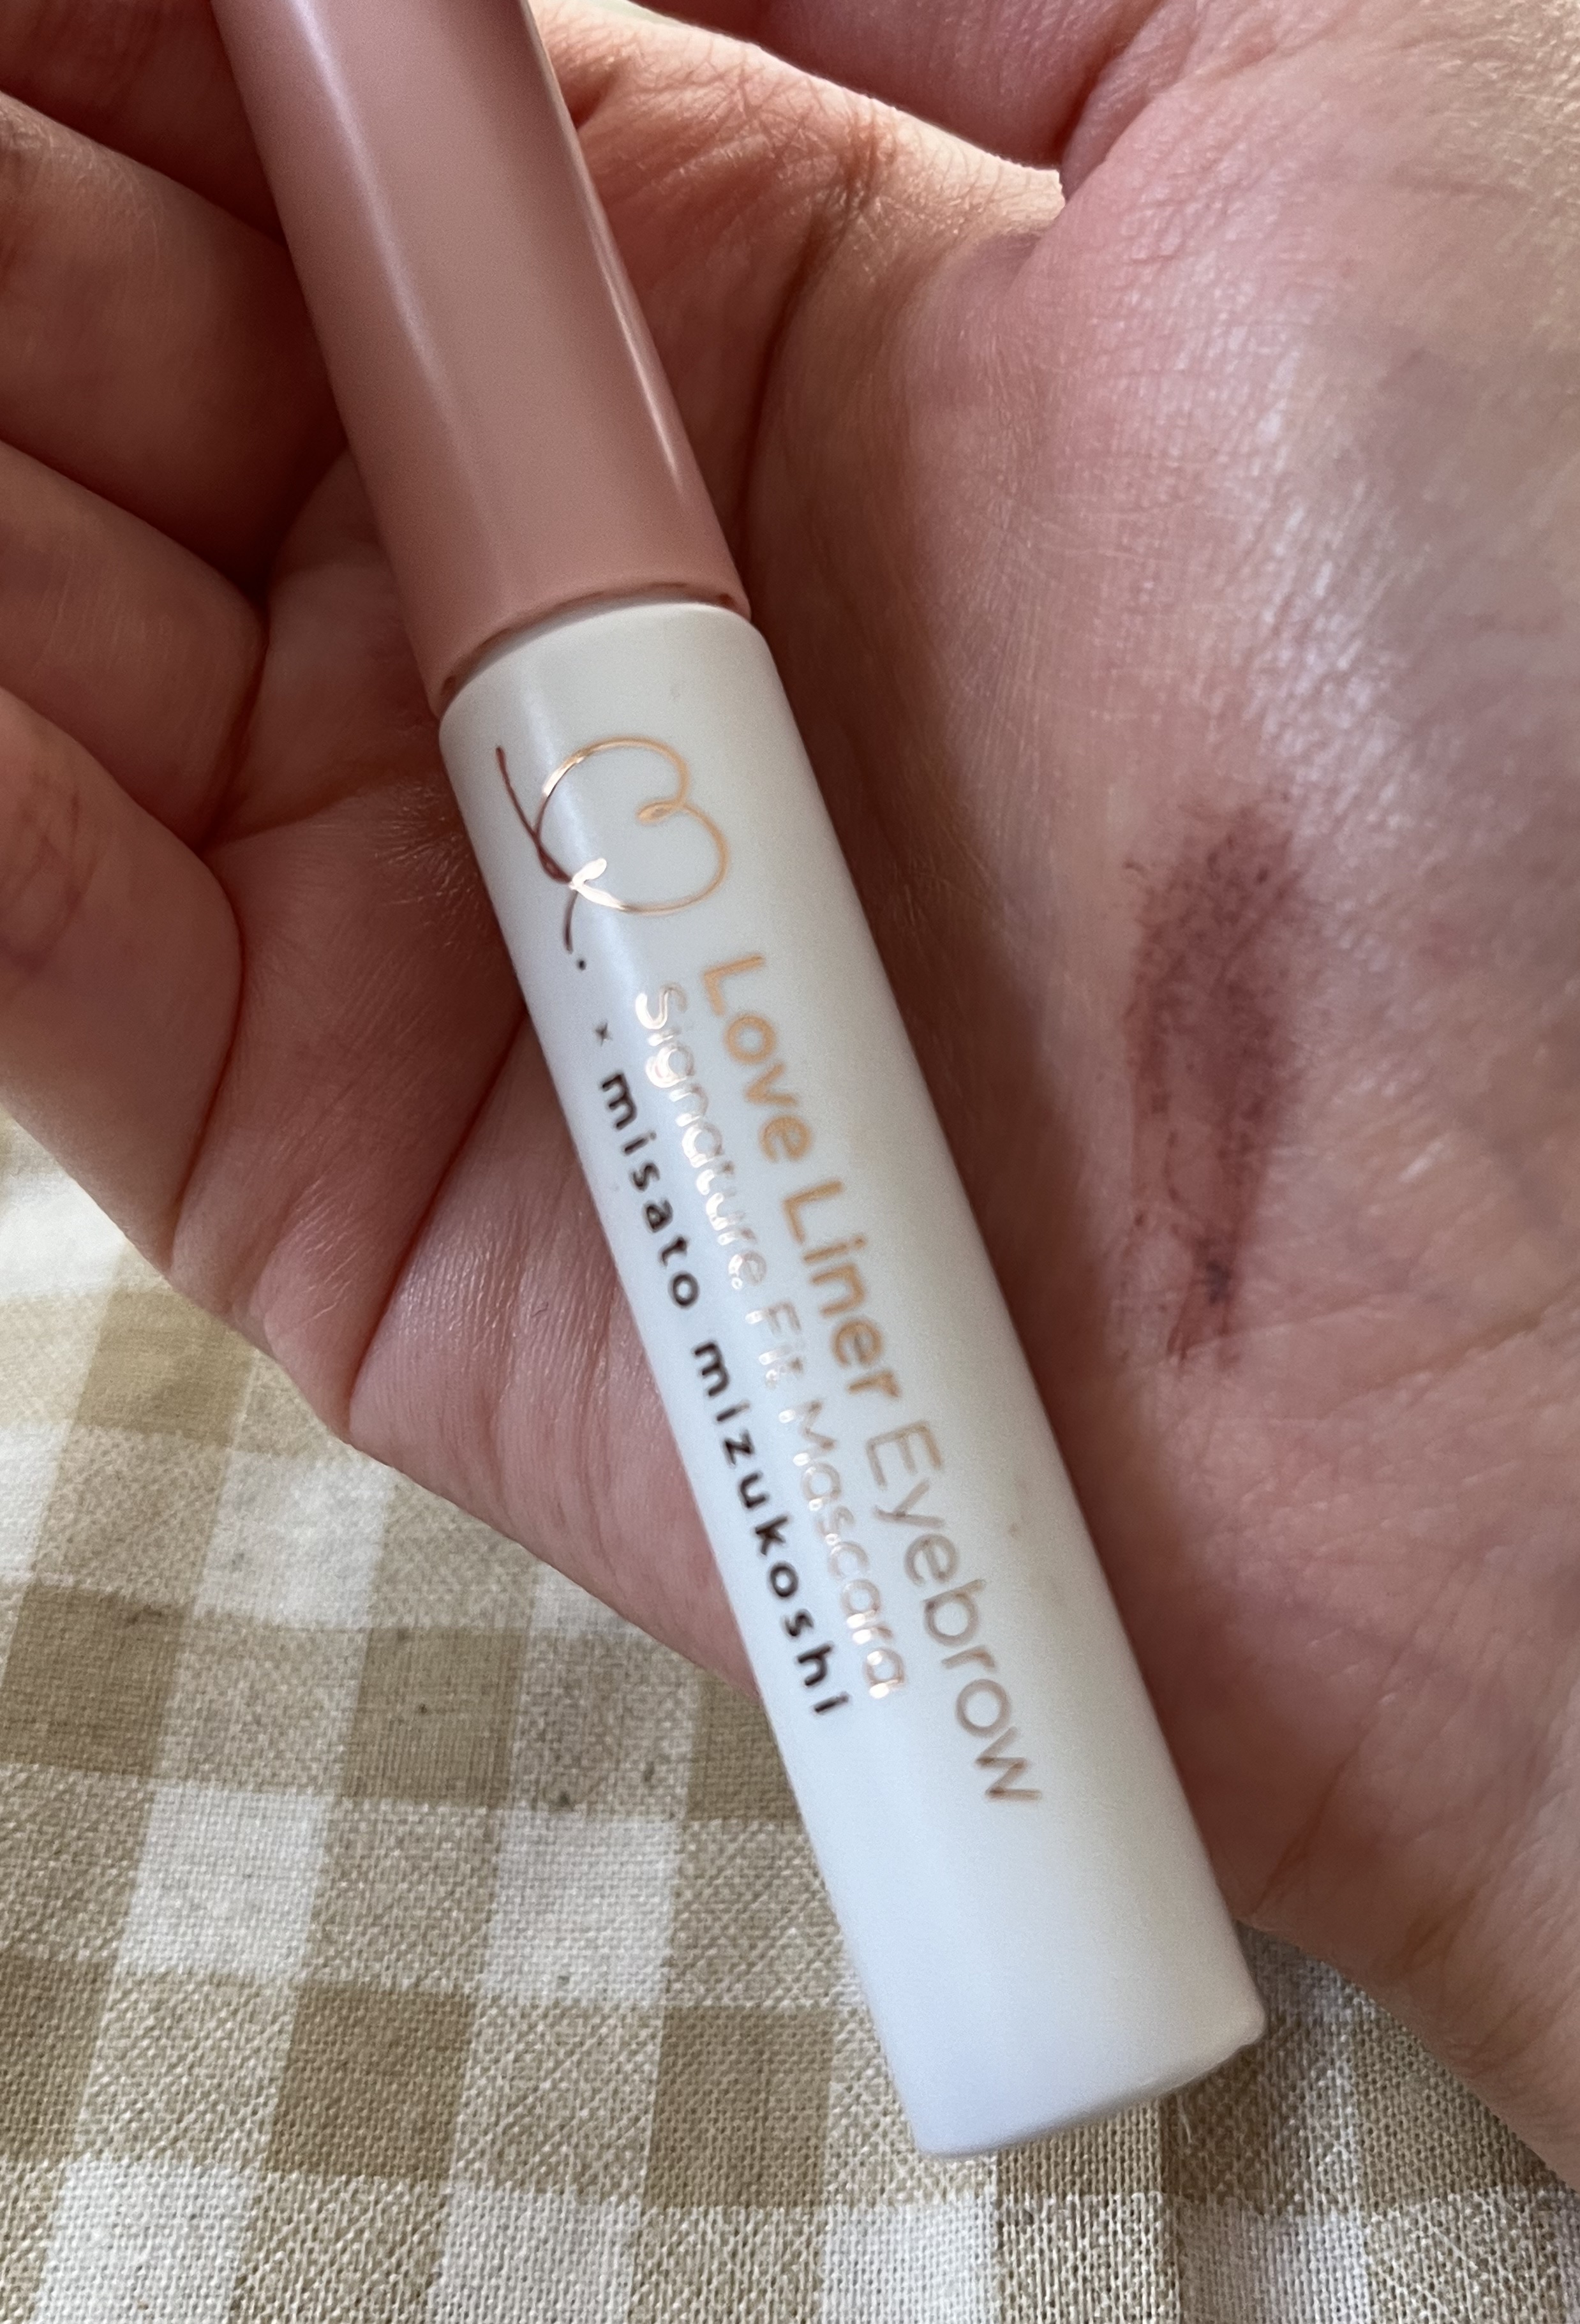 Love Liner Eyebrow
Signature Fit Mascara
× misato mizukoshi